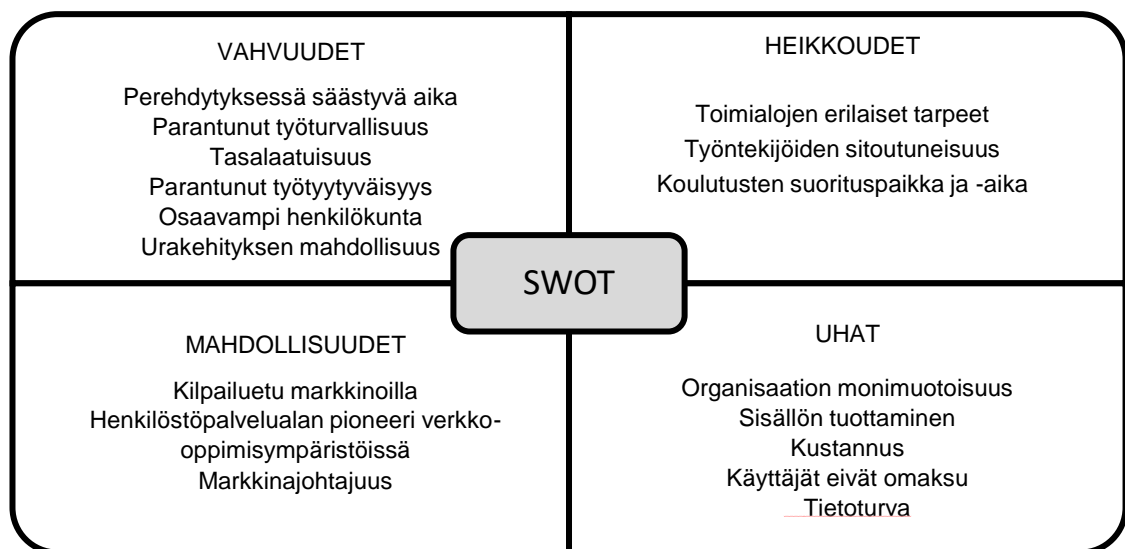 VAHVUUDET
Perehdytyksessä säästyvä aika
Parantunut työturvallisuus
Tasalaatuisuus
Parantunut työtyytyväisyys
Osaavampi henkilökunta
Urakehityksen mahdollisuus
HEIKKOUDET
Toimialojen erilaiset tarpeet
Työntekijöiden sitoutuneisuus
Koulutusten suorituspaikka ja -aika
SWOT
MAHDOLLISUUDET
Kilpailuetu markkinoilla
Henkilöstöpalvelualan pioneeri verkko-
oppimisympäristöissä
Markkinajohtajuus
UHAT
Organisaation monimuotoisuus
Sisällön tuottaminen
Kustannus
Käyttäjät eivät omaksu
Tietoturva